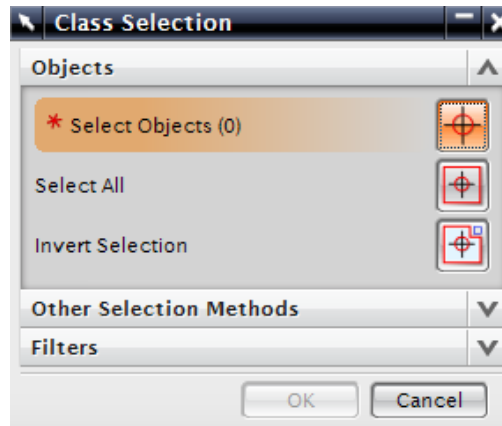 Class Selection
Objects
* Select Objects (0)
Select All
Invert Selection
Other Selection Methods
Filters
OK Cancel